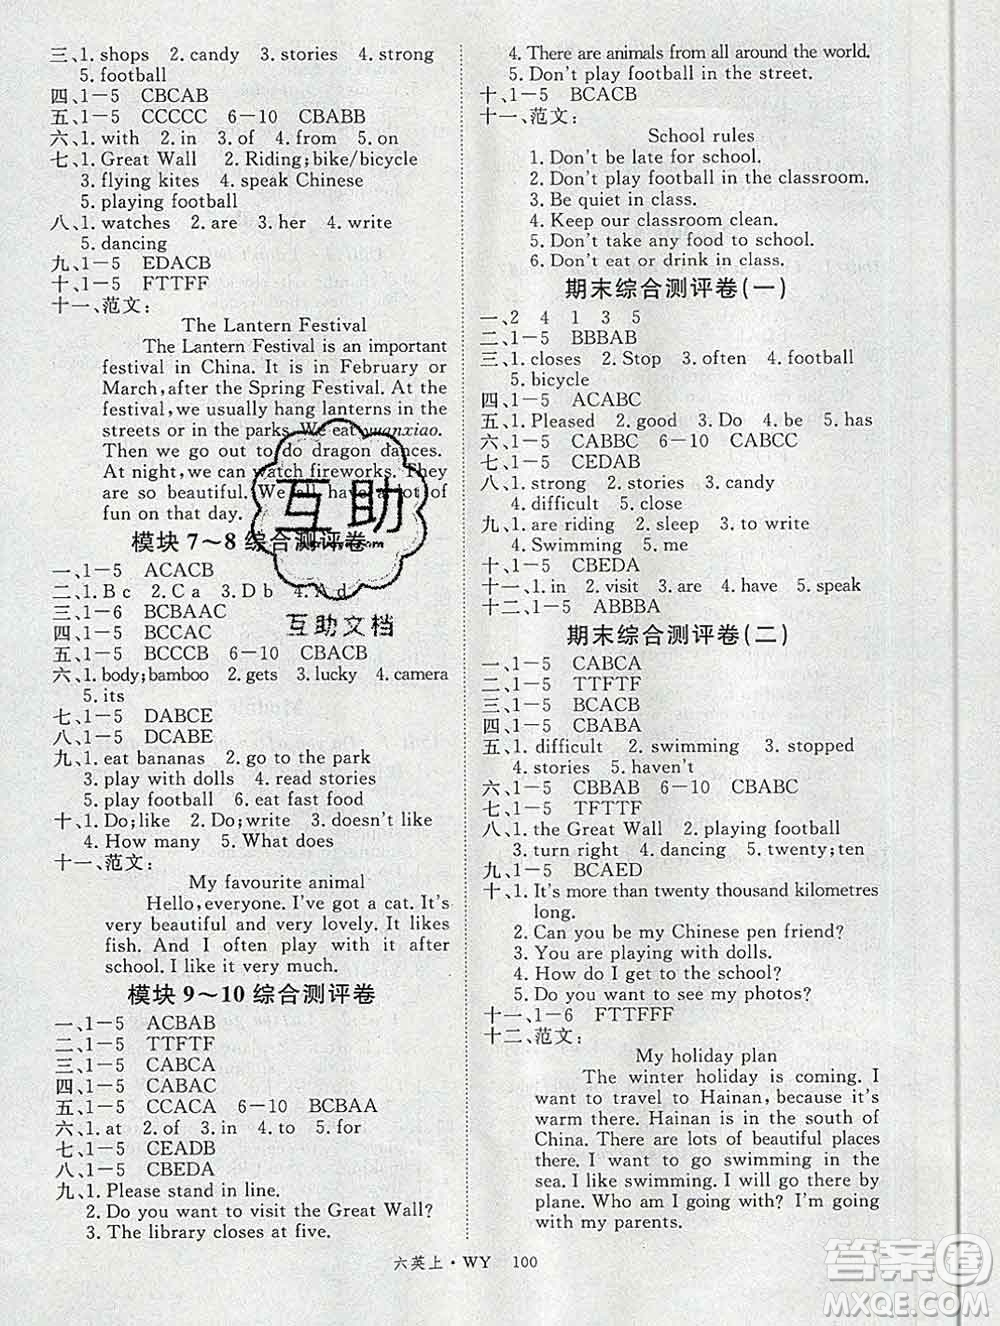 三、1. shops 2. candy 3. stories 4. strong
5. football
四、1－5 CBCAB
五、1－5 CCCCC 6－10 CBABB
六、1. with 2. in 3. of 4. from 5. on
七、1. Great Wall 2. Riding;bike/bicycle
3. flying kites 4. speak Chinese
5. playing football
八、1. watches 2. are 3. her 4. write
5. dancing
九、1－5 EDACB
十、1－5 FTTFF
十一、范文：
The Lantern Festival
The Lantern Festival is an important
festival in China. It is in February or
March,after the Spring Festival. At the
festival,we usually hang lanterns in the
streets or in the parks. We eat yuanxiao.
Then we go out to do dragon dances.
At night,we can watch fireworks. They
are so beautiful. We all have a lot of
fun on that day.
模块 7～8 综合测评卷
一、1－5 ACACB
二、1. B c 2. C a 3. D b 4. A d
三、1－6 BCBAAC
四、1－5 BCACB
五、1－5 BCCCB 6－10 CBACB
六、1. body;bamboo 2. gets 3. lucky 4. camera
5. its
七、1－5 DABCE
八、1－5 DCABE
九、1. eat bananas 2. go to the park
3. play with dolls 4. read stories
5. play football 6. eat fast food
十、1. Do;like 2. Do;write 3. doesn't like
4. How many 5. What does
十一、范文：
My favourite animal
Hello,everyone. I've got a cat. It's
very beautiful and very lovely. It likes
fish. And I often play with it after
school. I like it very much.
模块 9～10 综合测评卷
一、1－5 ACBAB
二、1－5 TTFTF
三、1－5 CABCA
四、1－5 CABAC
五、1－5 CCACA 6－10 BCBAA
六、1. at 2. of 3. in 4. to 5. for
七、1－5 CEADB
八、1－5 CBEDA
九、1. Please stand in line.
2. Do you want to visit the Great Wall?
3. The library closes at five.
4. There are animals from all around the world.
5. Don't play football in the street.
十、1－5 BCACB
十一、范文：
School rules
1. Don't be late for school.
2. Don't play football in the classroom.
3. Be quiet in class.
4. Keep our classroom clean.
5. Don't take any food to school.
6. Don't eat or drink in class.
期末综合测评卷(一)
一、2 4 1 3 5
二、1－5 BBBAB
三、1. closes 2. Stop 3. often 4. football
5. bicycle
四、1－5 ACABC
五、1. Pleased 2. good 3. Do 4. be 5. has
六、1－5 CABBC 6－10 CCABB
七、1－5 CEDAB
八、1. strong 2. stories 3. candy
4. difficult 5. close
九、1. are riding 2. sleep 3. to write
4. Swimming 5. me
十、1－5 CBEDA
十一、1. in 2. visit 3. are 4. have 5. speak
十二、1－5 ABBBA
期末综合测评卷(二)
一、1－5 CABCA
二、1－5 TTFTF
三、1－5 BCACB
四、1－5 CBABA
五、1. difficult 2. swimming 3. stopped
4. stories 5. haven't
六、1－5 CBBAB 6－10 CBABC
七、1－5 TFTTF
八、1. the Great Wall 2. playing football
3. turn right 4. dancing 5. twenty;ten
九、1－5 BCAED
十、1. It's more than twenty thousand kilometres
long.
2. Can you be my Chinese pen friend?
3. You are playing with dolls.
4. How do I get to the school?
5. Do you want to see my photos?
十一、1－6 FTTFFF
十二、范文：
My holiday plan
The winter holiday is coming. I
want to travel to Hainan, because it's
warm there. Hainan is in the south of
China. There are lots of beautiful places
there. I want to go swimming in the
sea. I like swimming. I will go there by
plane. Who am I going with? I'm going
with my parents.
六英上·WY 100
互助
互助文档
答案圈
MXQE.COM